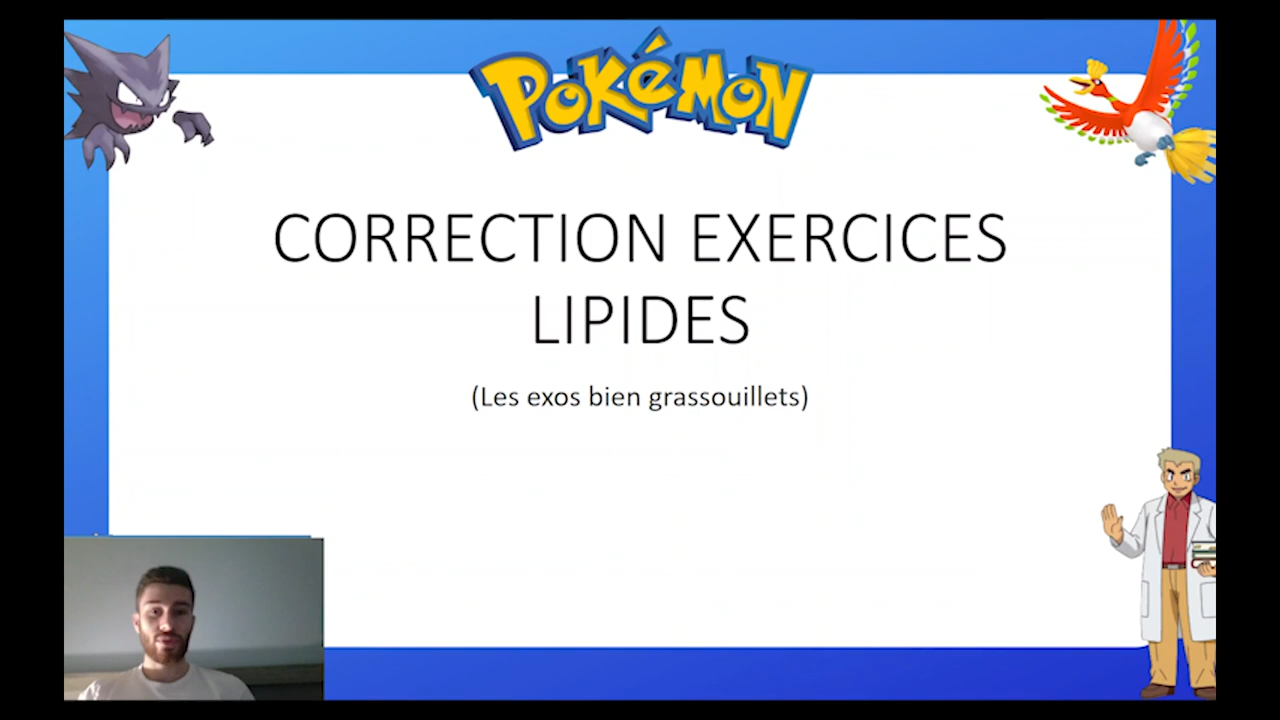 POKéMON
CORRECTION EXERCICES
LIPIDES
(Les exos bien grassouillets)